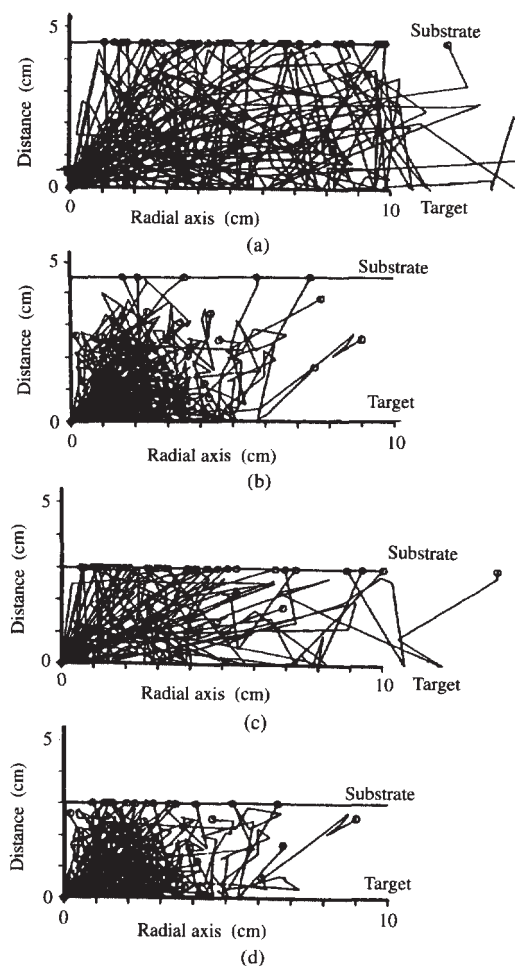 5
Substrate
Distance (cm)
0
0
10
Radial axis (cm)
Target
(a)
5
Substrate
Distance (cm)
Target
0
0
10
Radial axis (cm)
(b)
5
Distance (cm)
Substrate
0
0
10
Radial axis (cm)
Target
(c)
5
Substrate
Distance (cm)
Target
0
0
10
Radial axis (cm)
(d)